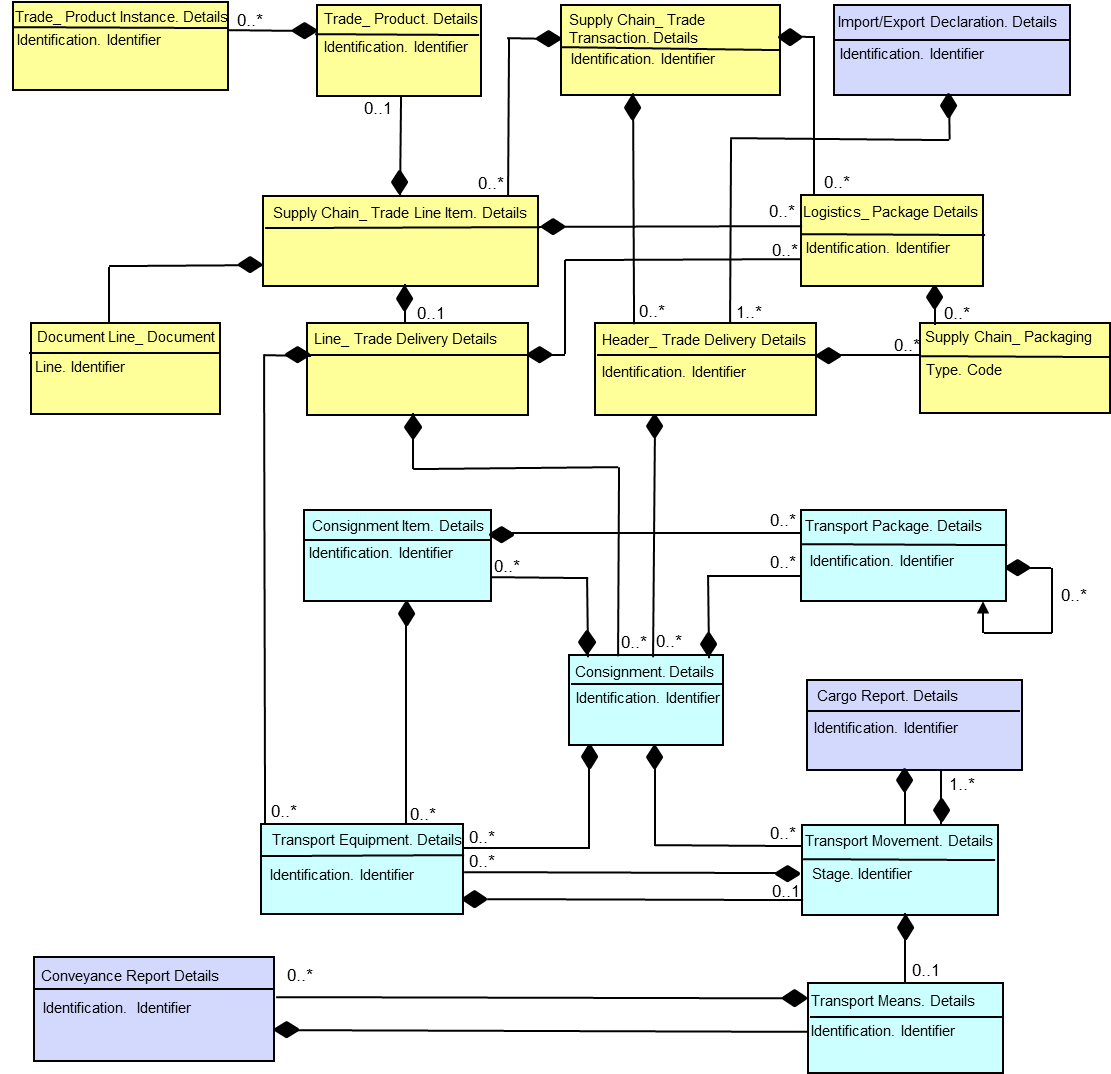 Trade_ Product Instance. Details
Identification. Identifier
0..*
Trade_ Product. Details
Identification. Identifier
Supply Chain_ Trade
Transaction. Details
Identification. Identifier
Import/Export Declaration. Details
Identification. Identifier
0..1
0..*
0..*
Supply Chain_ Trade Line Item. Details
0..*
Logistics_ Package Details
Identification. Identifier
0..*
0..1
0..*
1..*
0..*
Document Line_ Document
Line. Identifier
Line_ Trade Delivery Details
Header_ Trade Delivery Details
Identification. Identifier
0..*
Supply Chain_ Packaging
Type. Code
Consignment Item. Details
Identification. Identifier
0..*
0..*
0..*
Transport Package. Details
Identification. Identifier
0..*
0..*
0..*
Consignment. Details
Identification. Identifier
Cargo Report. Details
Identification. Identifier
1..*
0..*
0..*
0..*
0..*
Transport Equipment. Details
Identification. Identifier
0..*
0..1
Transport Movement. Details
Stage. Identifier
0..1
Conveyance Report Details
Identification. Identifier
0..*
Transport Means. Details
Identification. Identifier